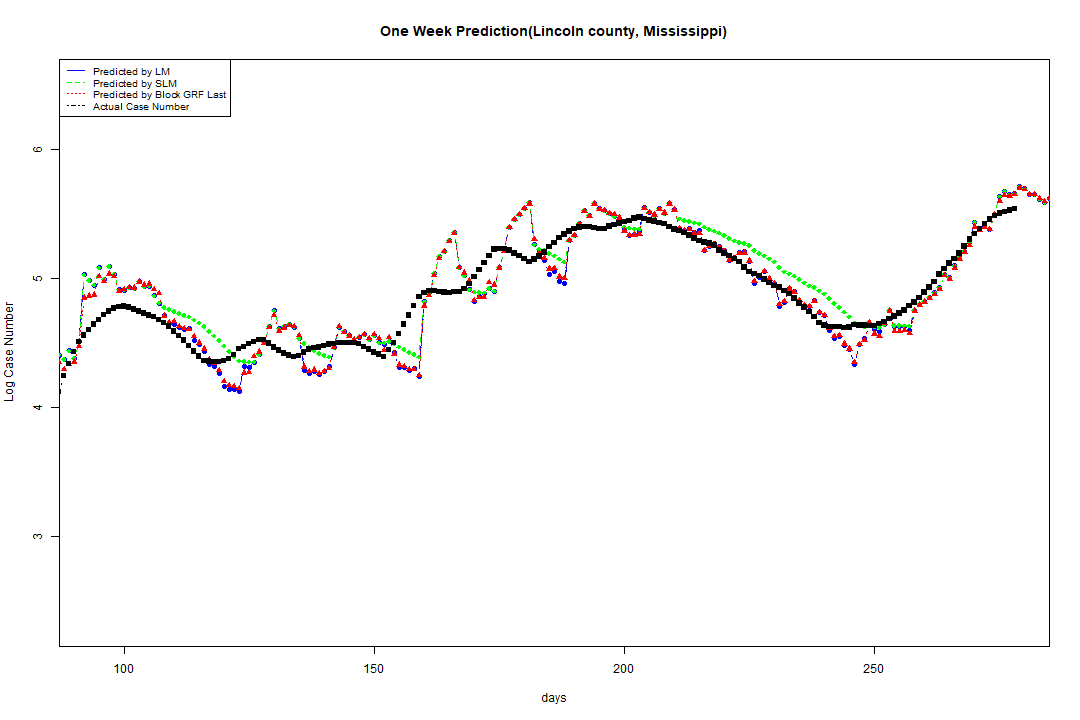 One Week Prediction(Lincoln county, Mississippi)
Predicted by LM
Predicted by SLM
Predicted by Block GRF Last
Actual Case Number
6
5
4
3
Log Case Number
100 150 200 250
days